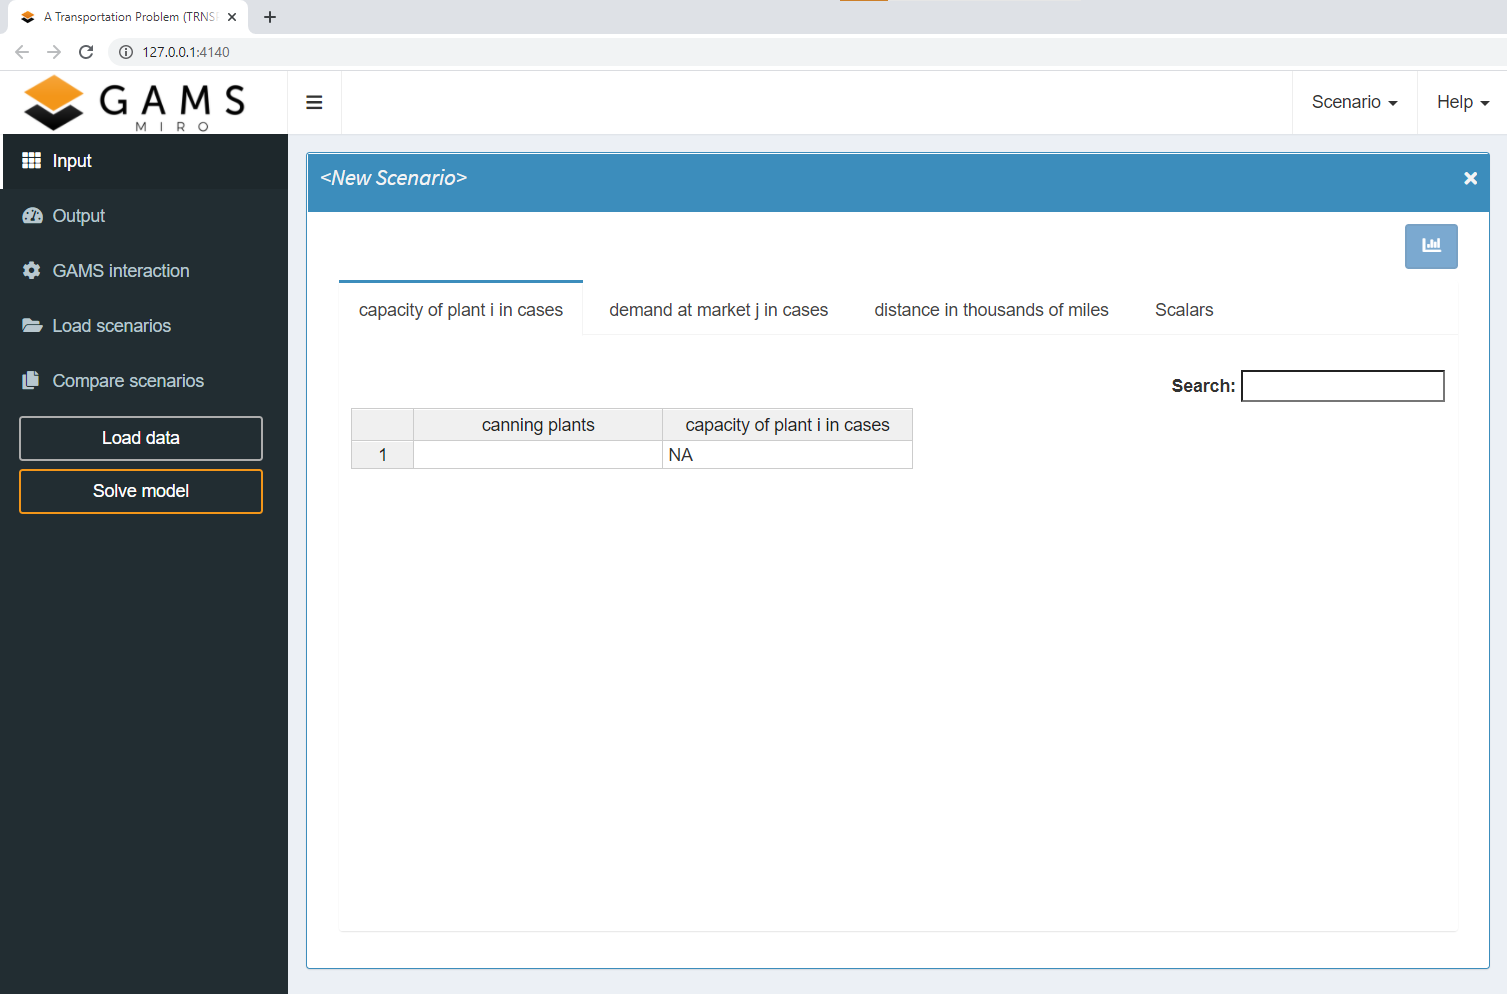 A Transportation Problem (TRNSP
127.0.0.1:4140
GAMS
MIRO
Scenario
Help
Input
Output
GAMS interaction
Load scenarios
Compare scenarios
Load data
Solve model
<New Scenario>
capacity of plant i in cases demand at market j in cases distance in thousands of miles Scalars
Search:
canning plants capacity of plant i in cases
1 NA